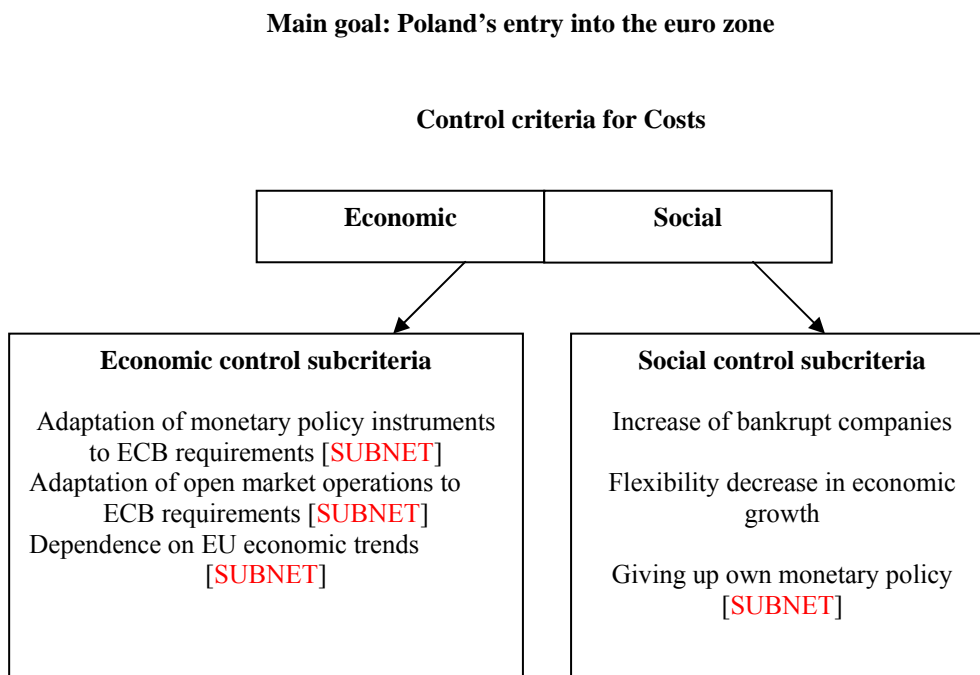 Main goal: Poland’s entry into the euro zone
Control criteria for Costs
Economic
Social
Economic control subcriteria
Adaptation of monetary policy instruments
to ECB requirements [SUBNET]
Adaptation of open market operations to
ECB requirements [SUBNET]
Dependence on EU economic trends
[SUBNET]
Social control subcriteria
Increase of bankrupt companies
Flexibility decrease in economic
growth
Giving up own monetary policy
[SUBNET]